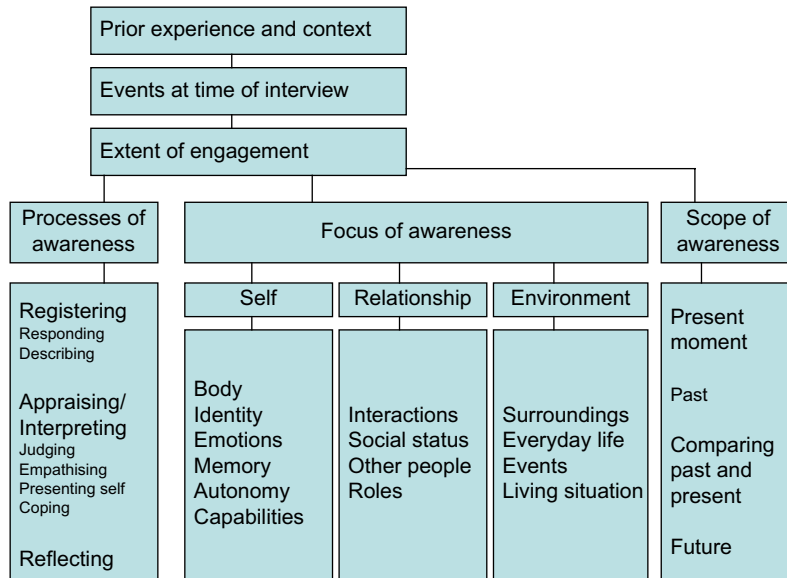 Prior experience and context
Events at time of interview
Extent of engagement
Processes of
awareness
Focus of awareness
Scope of
awareness
Registering
Responding
Describing
Appraising/
Interpreting
Judging
Empathising
Presenting self
Coping
Reflecting
Self
Body
Identity
Emotions
Memory
Autonomy
Capabilities
Relationship
Interactions
Social status
Other people
Roles
Environment
Surroundings
Everyday life
Events
Living situation
Present
moment
Past
Comparing
past and
present
Future